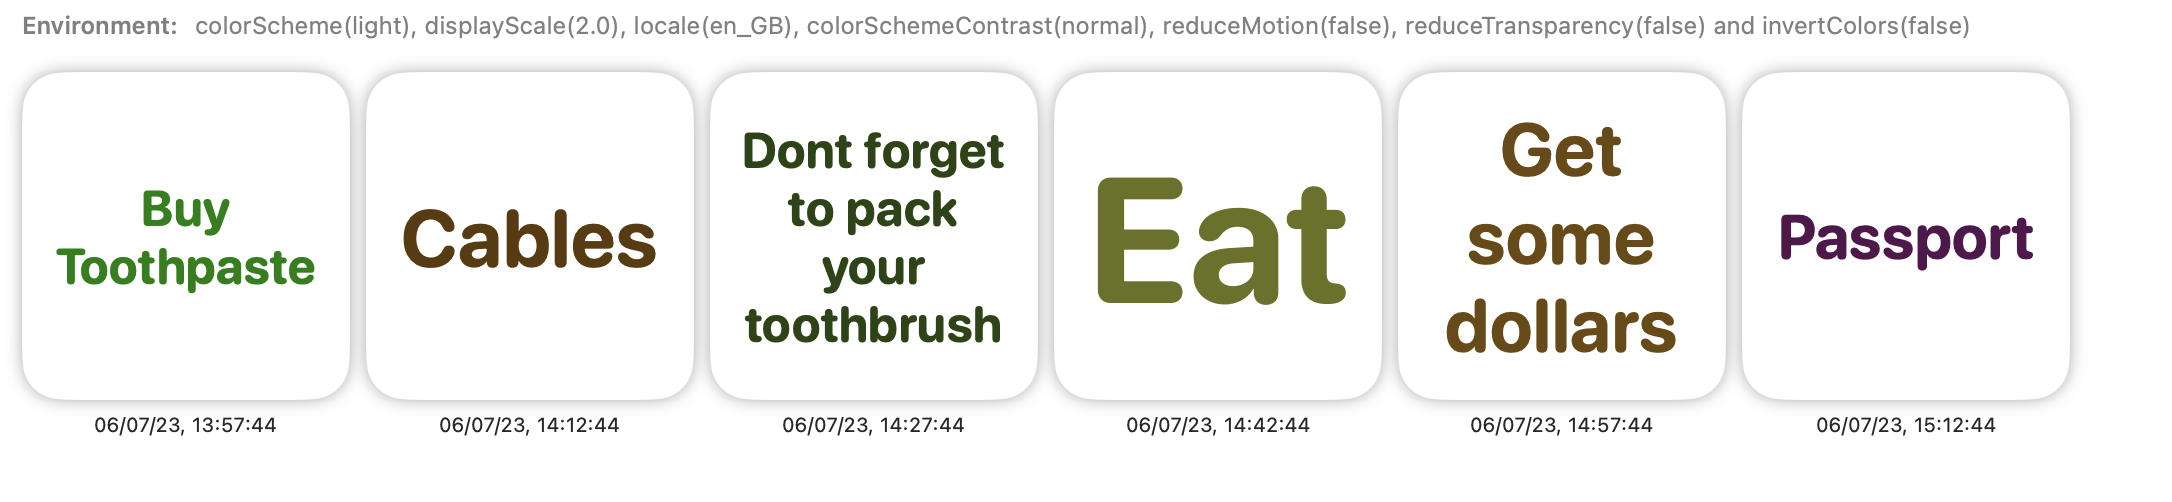 Environment: colorScheme(light), displayScale(2.0), locale(en_GB), colorSchemeContrast(normal), reduceMotion(false), reduceTransparency(false) and invertColors(false)
Buy
Toothpaste
06/07/23, 13:57:44
Cables
06/07/23, 14:12:44
Dont forget
to pack
your
toothbrush
06/07/23, 14:27:44
Eat
06/07/23, 14:42:44
Get
some
dollars
06/07/23, 14:57:44
Passport
06/07/23, 15:12:44